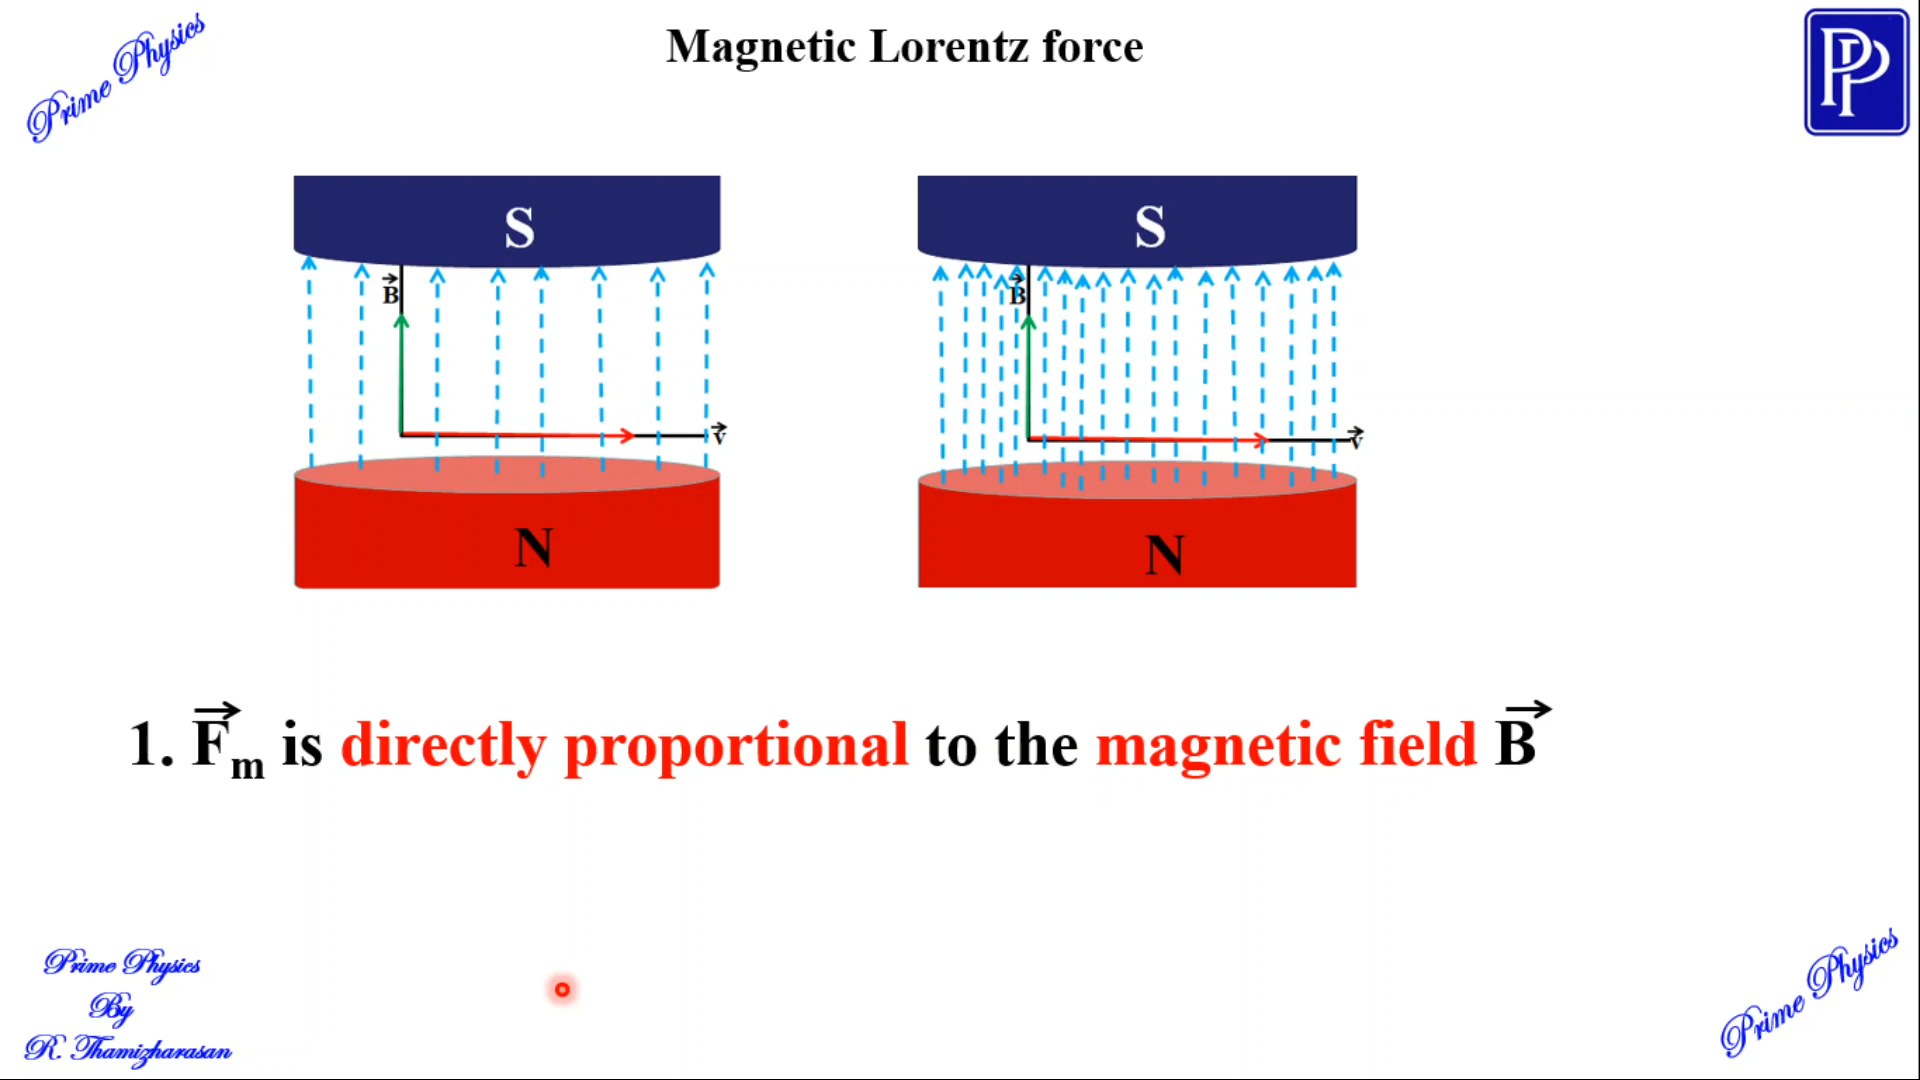 Prime Physics
Magnetic Lorentz force
PP
S
S
B
B
v
v
N
N
1. Fₘ is directly proportional to the magnetic field B
Prime Physics
By
R. Thamizharasan
Prime Physics